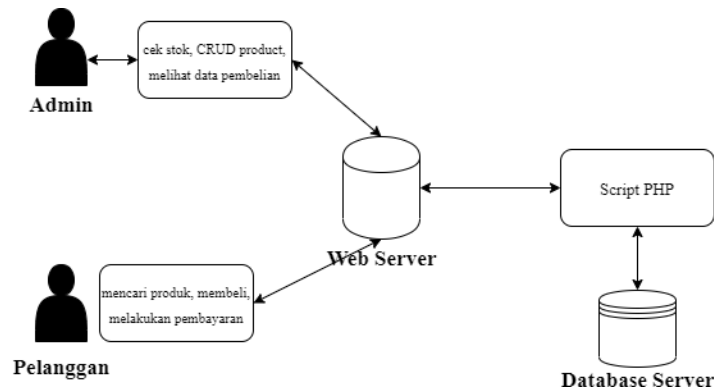 cek stok, CRUD product,
melihat data pembelian
Admin
Script PHP
Web Server
mencari produk, membeli,
melakukan pembayaran
Pelanggan
Database Server